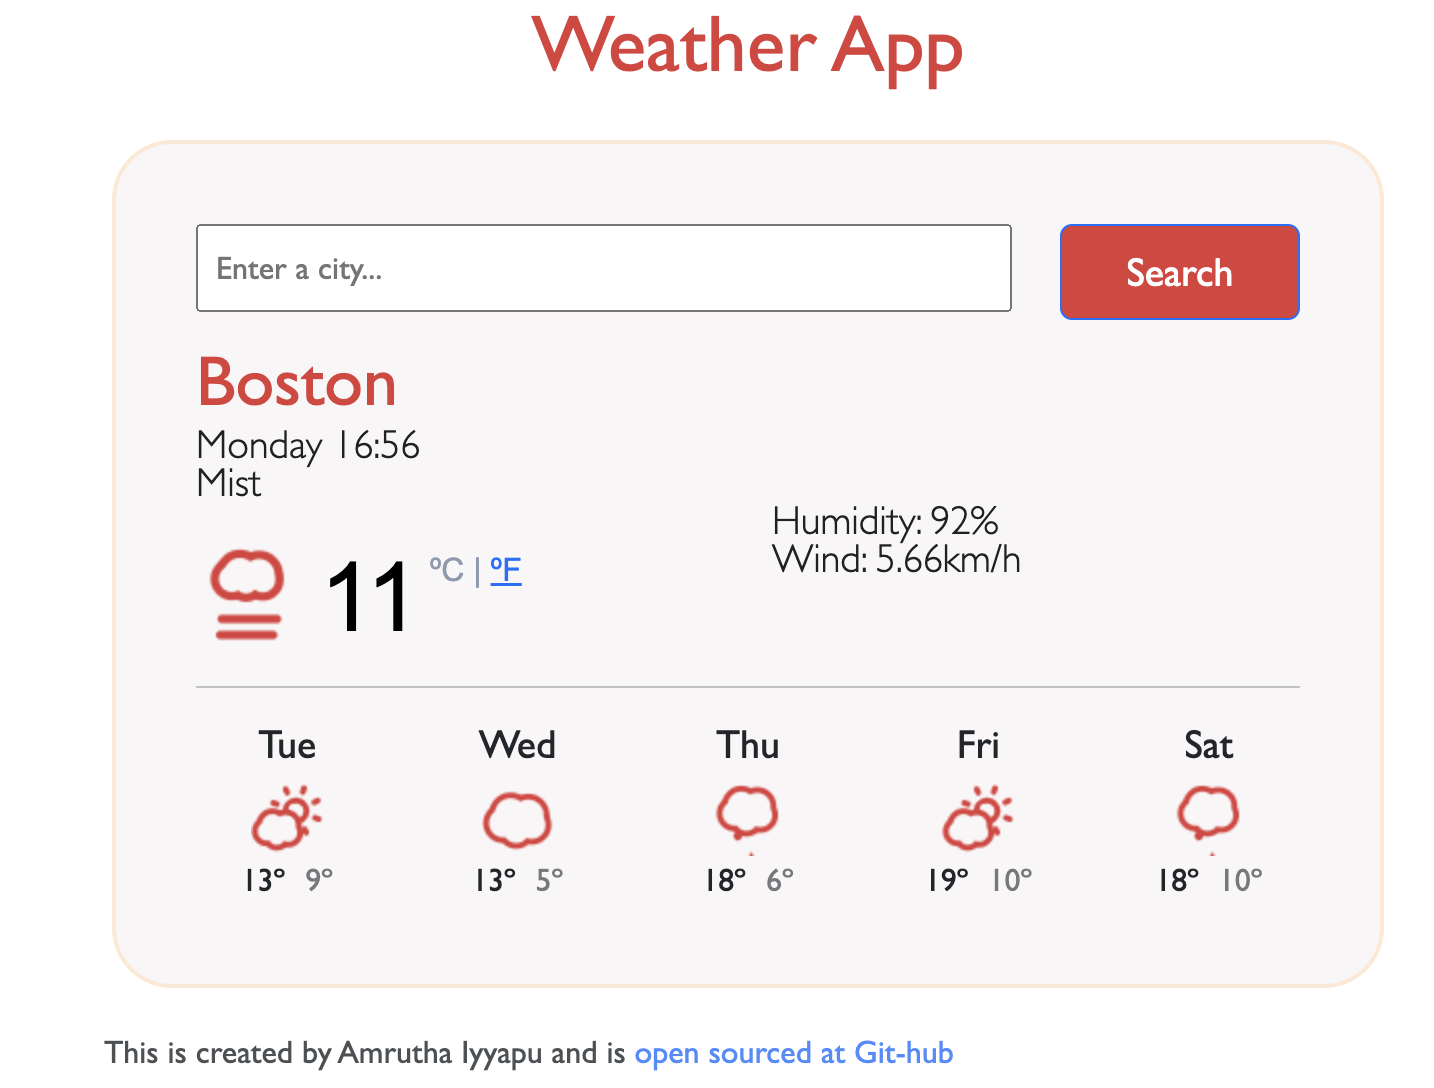 Weather App
Enter a city...
Search
Boston
Monday 16:56
Mist
Humidity: 92%
Wind: 5.66km/h
11 °C | °F
Tue Wed Thu Fri Sat
13° 9° 13° 5° 18° 6° 19° 10° 18° 10°
This is created by Amrutha Iyyapu and is open sourced at Git-hub